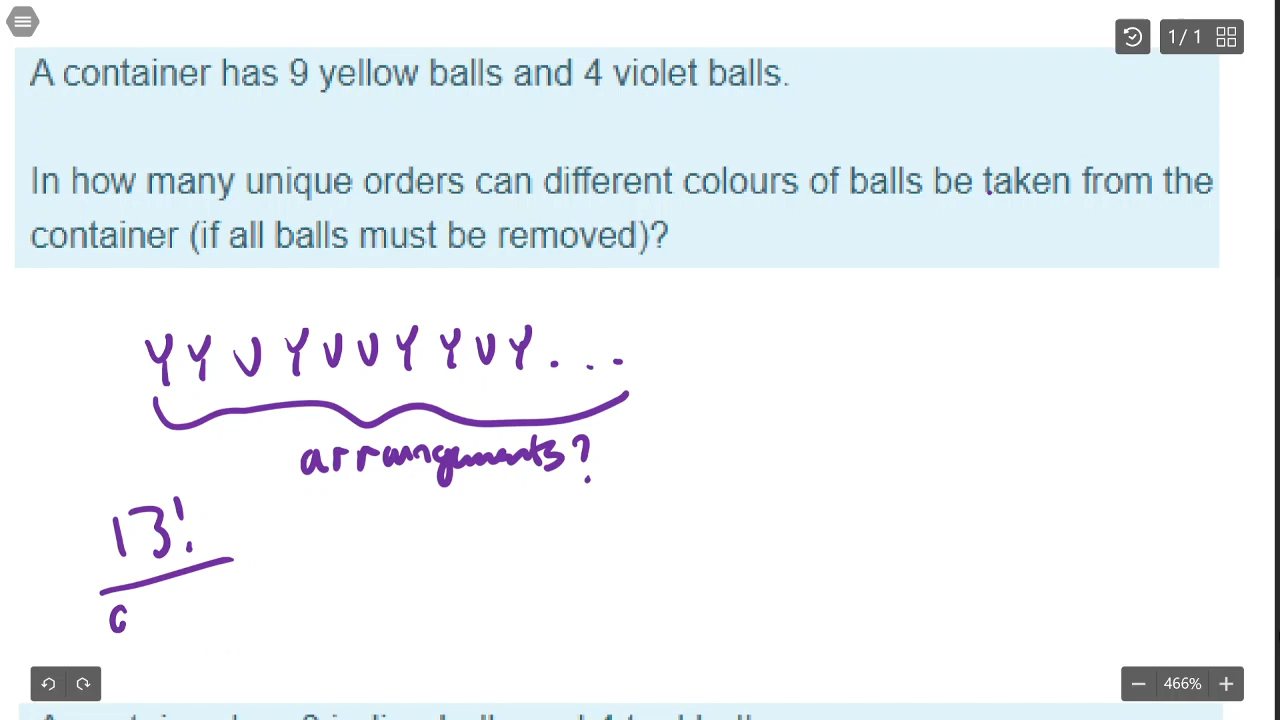 1/1
A container has 9 yellow balls and 4 violet balls.
In how many unique orders can different colours of balls be taken from the
container (if all balls must be removed)?
Y Y V Y V V Y Y V Y . . .
arrangements?
13!
466%